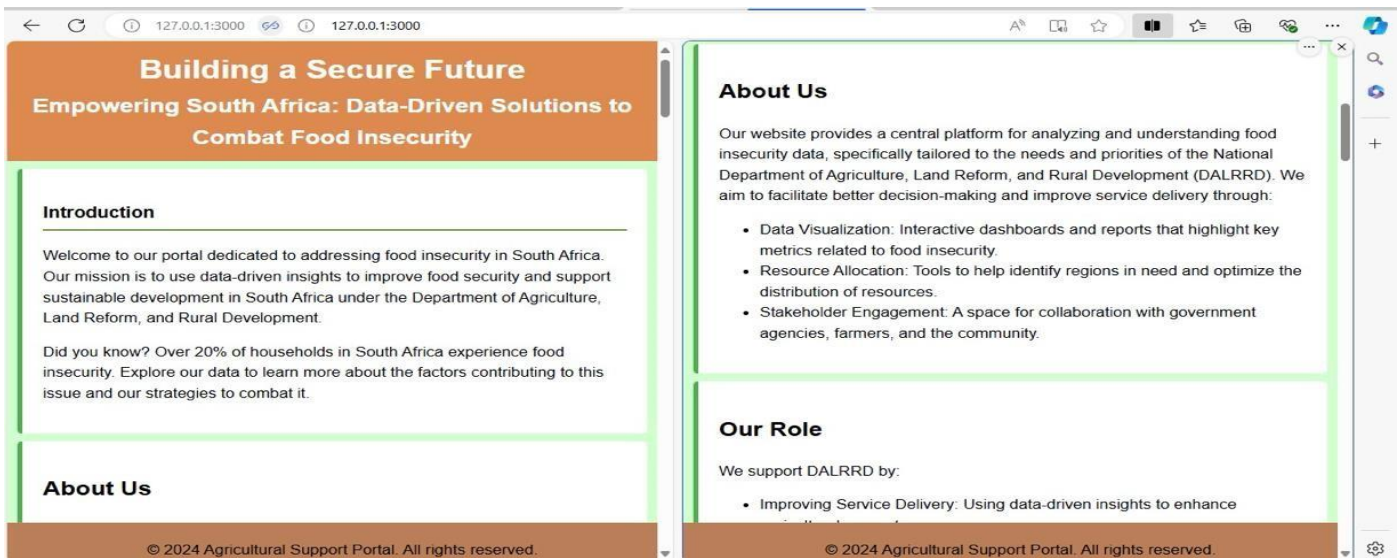 127.0.0.1:3000
127.0.0.1:3000
Building a Secure Future
Empowering South Africa: Data-Driven Solutions to
Combat Food Insecurity
Introduction
Welcome to our portal dedicated to addressing food insecurity in South Africa.
Our mission is to use data-driven insights to improve food security and support
sustainable development in South Africa under the Department of Agriculture,
Land Reform, and Rural Development.
Did you know? Over 20% of households in South Africa experience food
insecurity. Explore our data to learn more about the factors contributing to this
issue and our strategies to combat it.
About Us
© 2024 Agricultural Support Portal. All rights reserved.
About Us
Our website provides a central platform for analyzing and understanding food
insecurity data, specifically tailored to the needs and priorities of the National
Department of Agriculture, Land Reform, and Rural Development (DALRRD). We
aim to facilitate better decision-making and improve service delivery through:
• Data Visualization: Interactive dashboards and reports that highlight key
metrics related to food insecurity.
• Resource Allocation: Tools to help identify regions in need and optimize the
distribution of resources.
• Stakeholder Engagement: A space for collaboration with government
agencies, farmers, and the community.
Our Role
We support DALRRD by:
• Improving Service Delivery: Using data-driven insights to enhance
© 2024 Agricultural Support Portal. All rights reserved.